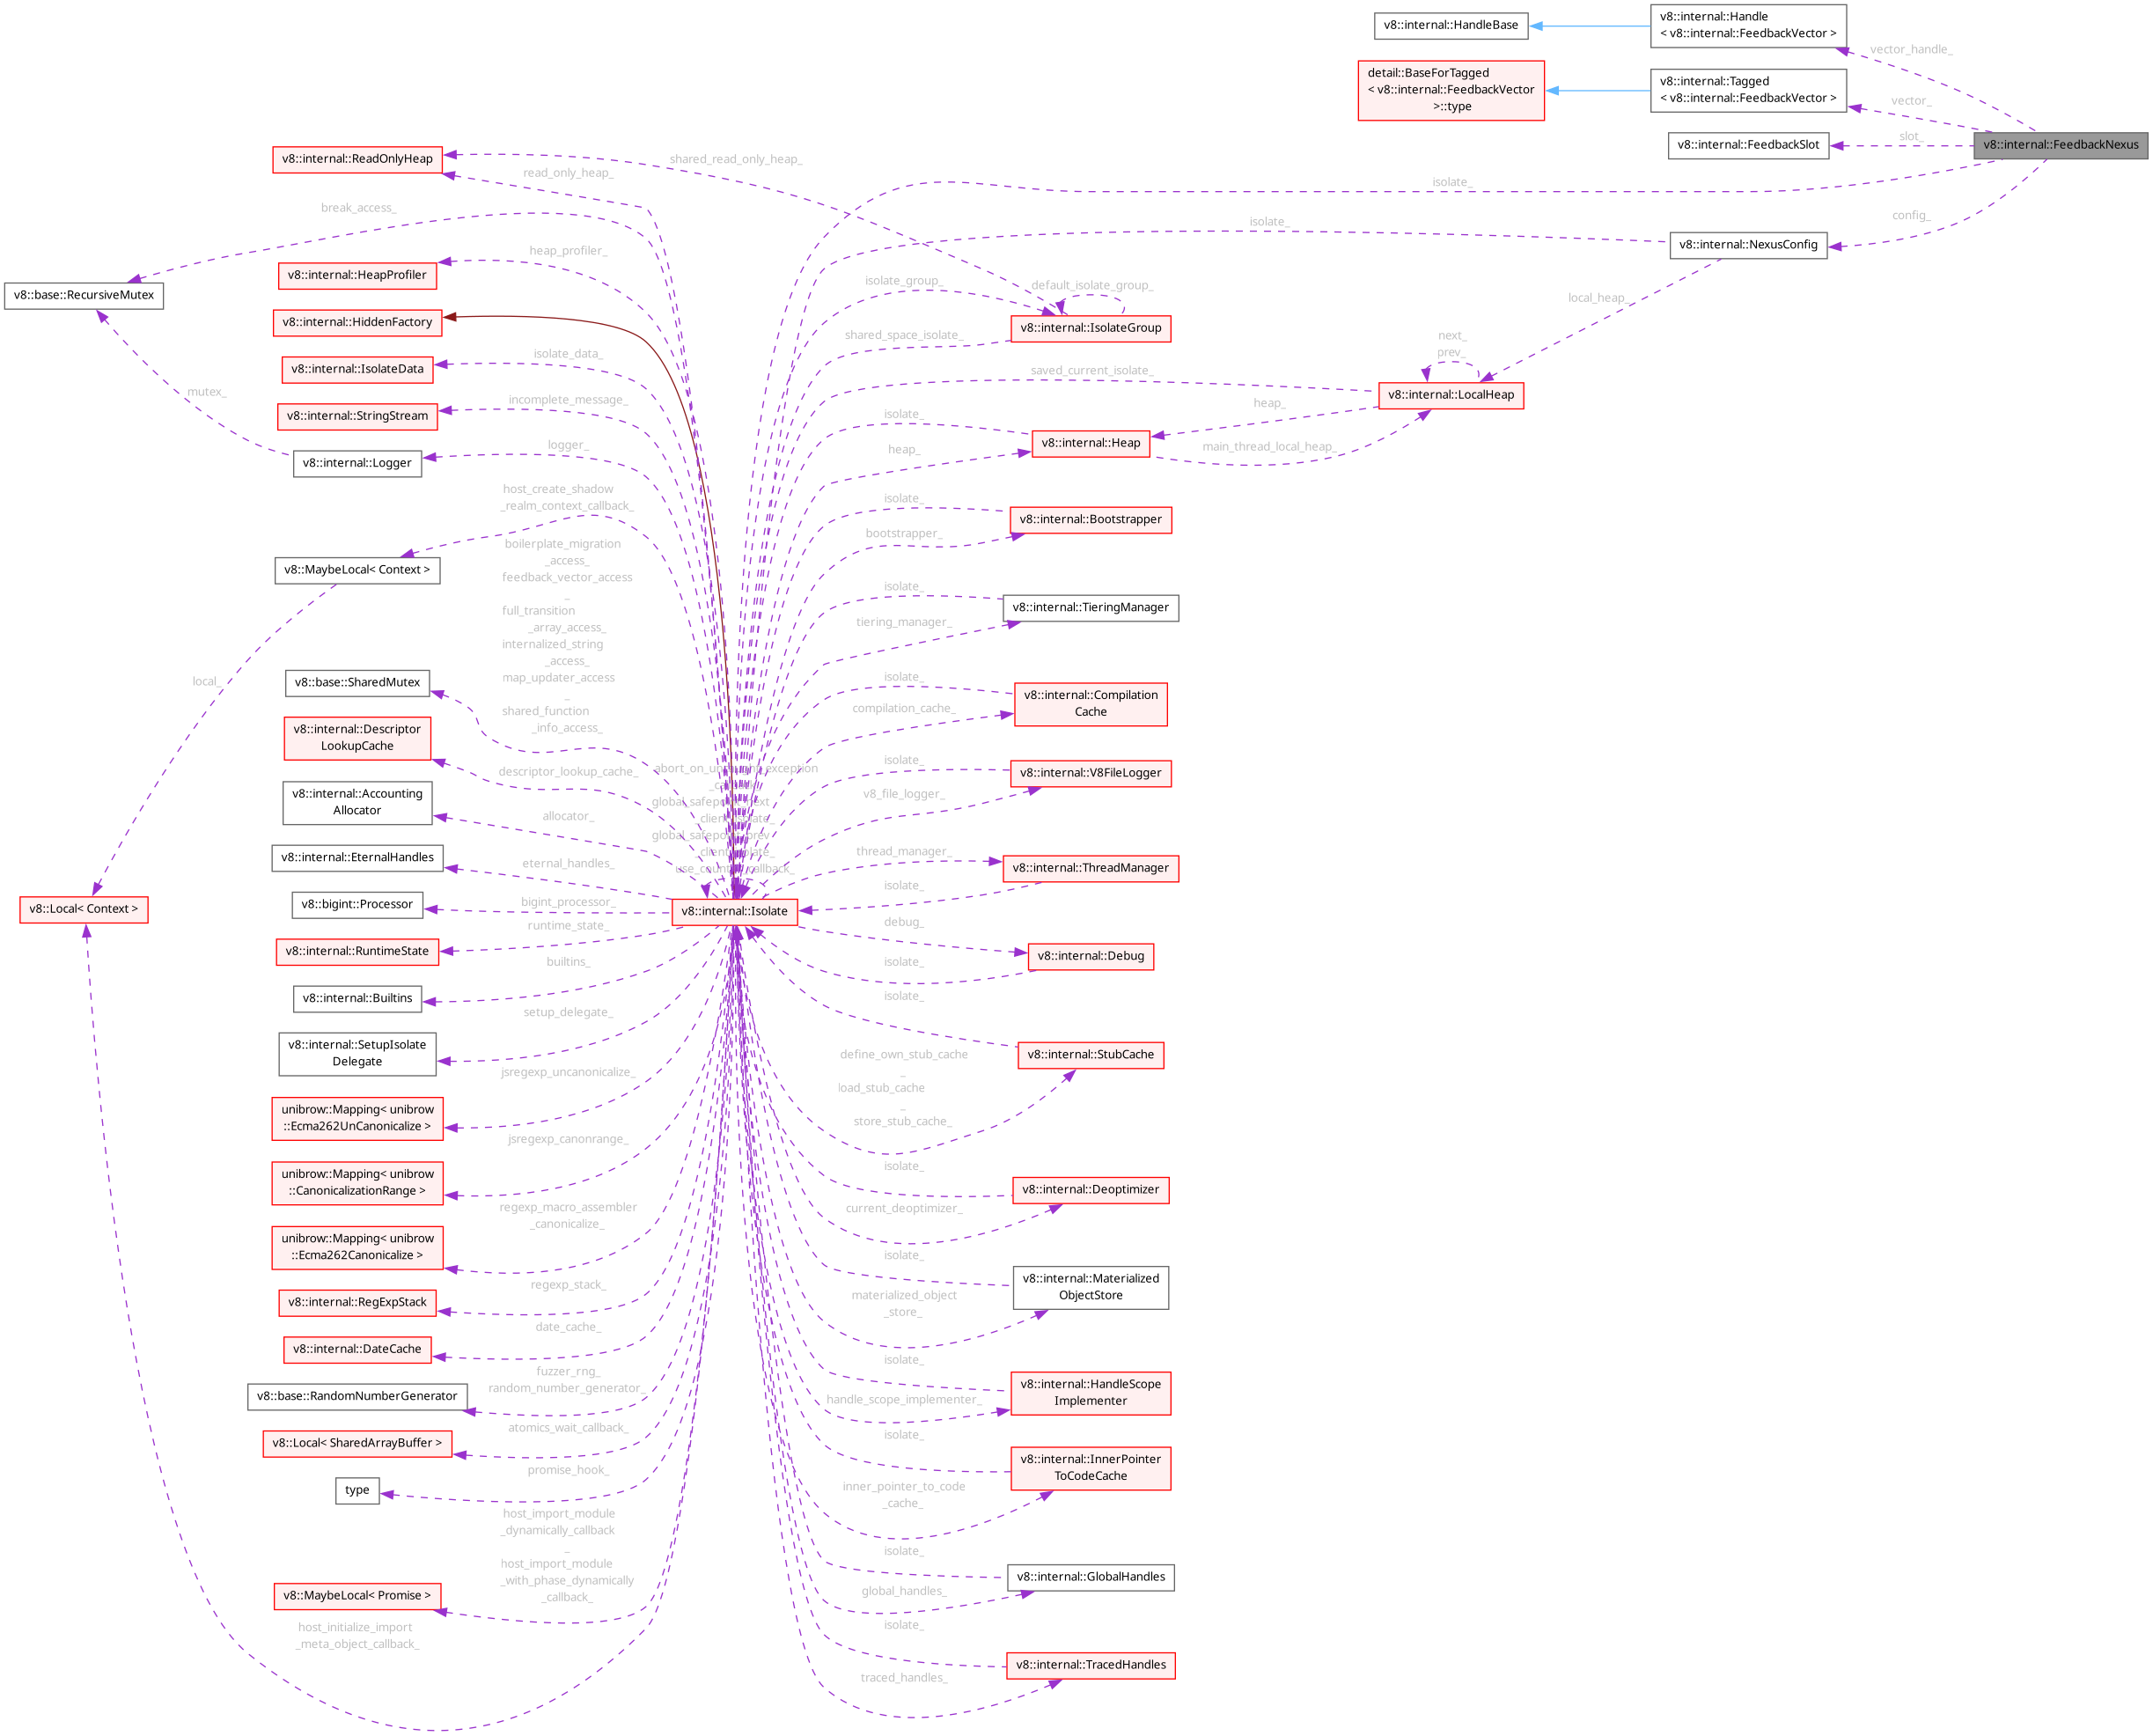 v8::internal::HandleBase
v8::internal::Handle
< v8::internal::FeedbackVector >
vector_handle_
detail::BaseForTagged
< v8::internal::FeedbackVector
>::type
v8::internal::Tagged
< v8::internal::FeedbackVector >
vector_
v8::internal::FeedbackSlot
slot_
v8::internal::FeedbackNexus
v8::internal::ReadOnlyHeap
shared_read_only_heap_
read_only_heap_
isolate_
break_access_
isolate_
v8::internal::NexusConfig
config_
v8::internal::HeapProfiler
heap_profiler_
v8::base::RecursiveMutex
isolate_group_
default_isolate_group_
local_heap_
v8::internal::HiddenFactory
v8::internal::IsolateGroup
shared_space_isolate_
next_
prev_
v8::internal::IsolateData
isolate_data_
saved_current_isolate_
v8::internal::LocalHeap
mutex_
v8::internal::StringStream
incomplete_message_
isolate_
heap_
v8::internal::Heap
heap_
main_thread_local_heap_
v8::internal::Logger
logger_
host_create_shadow
_realm_context_callback_
isolate_
v8::internal::Bootstrapper
bootstrapper_
v8::MaybeLocal< Context >
boilerplate_migration
_access_
feedback_vector_access
_
full_transition
_array_access_
internalized_string
_access_
map_updater_access
_
shared_function
_info_access_
isolate_
v8::internal::TieringManager
tiering_manager_
local_
v8::base::SharedMutex
isolate_
v8::internal::Compilation
Cache
compilation_cache_
v8::internal::Descriptor
LookupCache
descriptor_lookup_cache_
isolate_
v8::internal::V8FileLogger
v8_file_logger_
v8::internal::Accounting
Allocator
allocator_
global_safepoint_next
_client_isolate_
global_safepoint_prev
_client_isolate_
use_counter_callback_
v8::internal::EternalHandles
eternal_handles_
thread_manager_
v8::internal::ThreadManager
isolate_
v8::Local< Context >
v8::bigint::Processor
bigint_processor_
v8::internal::Isolate
v8::internal::RuntimeState
runtime_state_
debug_
v8::internal::Debug
isolate_
v8::internal::Builtins
builtins_
isolate_
v8::internal::SetupIsolate
Delegate
setup_delegate_
v8::internal::StubCache
define_own_stub_cache
_
load_stub_cache
_
store_stub_cache_
unibrow::Mapping< unibrow
::Ecma262UnCanonicalize >
jsregexp_uncanonicalize_
unibrow::Mapping< unibrow
::CanonicalizationRange >
jsregexp_canonrange_
isolate_
v8::internal::Deoptimizer
current_deoptimizer_
unibrow::Mapping< unibrow
::Ecma262Canonicalize >
regexp_macro_assembler
_canonicalize_
isolate_
v8::internal::Materialized
ObjectStore
materialized_object
_store_
v8::internal::RegExpStack
regexp_stack_
v8::internal::DateCache
date_cache_
isolate_
v8::internal::HandleScope
Implementer
handle_scope_implementer_
v8::base::RandomNumberGenerator
fuzzer_rng_
random_number_generator_
v8::Local< SharedArrayBuffer >
atomics_wait_callback_
isolate_
v8::internal::InnerPointer
ToCodeCache
inner_pointer_to_code
_cache_
type
promise_hook_
host_import_module
_dynamically_callback
_
host_import_module
_with_phase_dynamically
_callback_
isolate_
v8::internal::GlobalHandles
global_handles_
v8::MaybeLocal< Promise >
host_initialize_import
_meta_object_callback_
isolate_
v8::internal::TracedHandles
traced_handles_